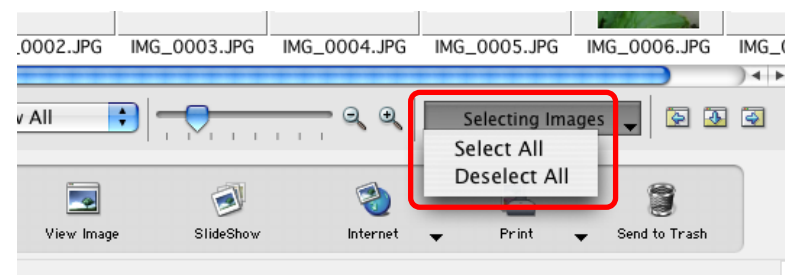 _0002.JPG IMG_0003.JPG IMG_0004.JPG IMG_0005.JPG IMG_0006.JPG IMG_
All Selecting Images
Select All
Deselect All
View Image SlideShow Internet Print Send to Trash